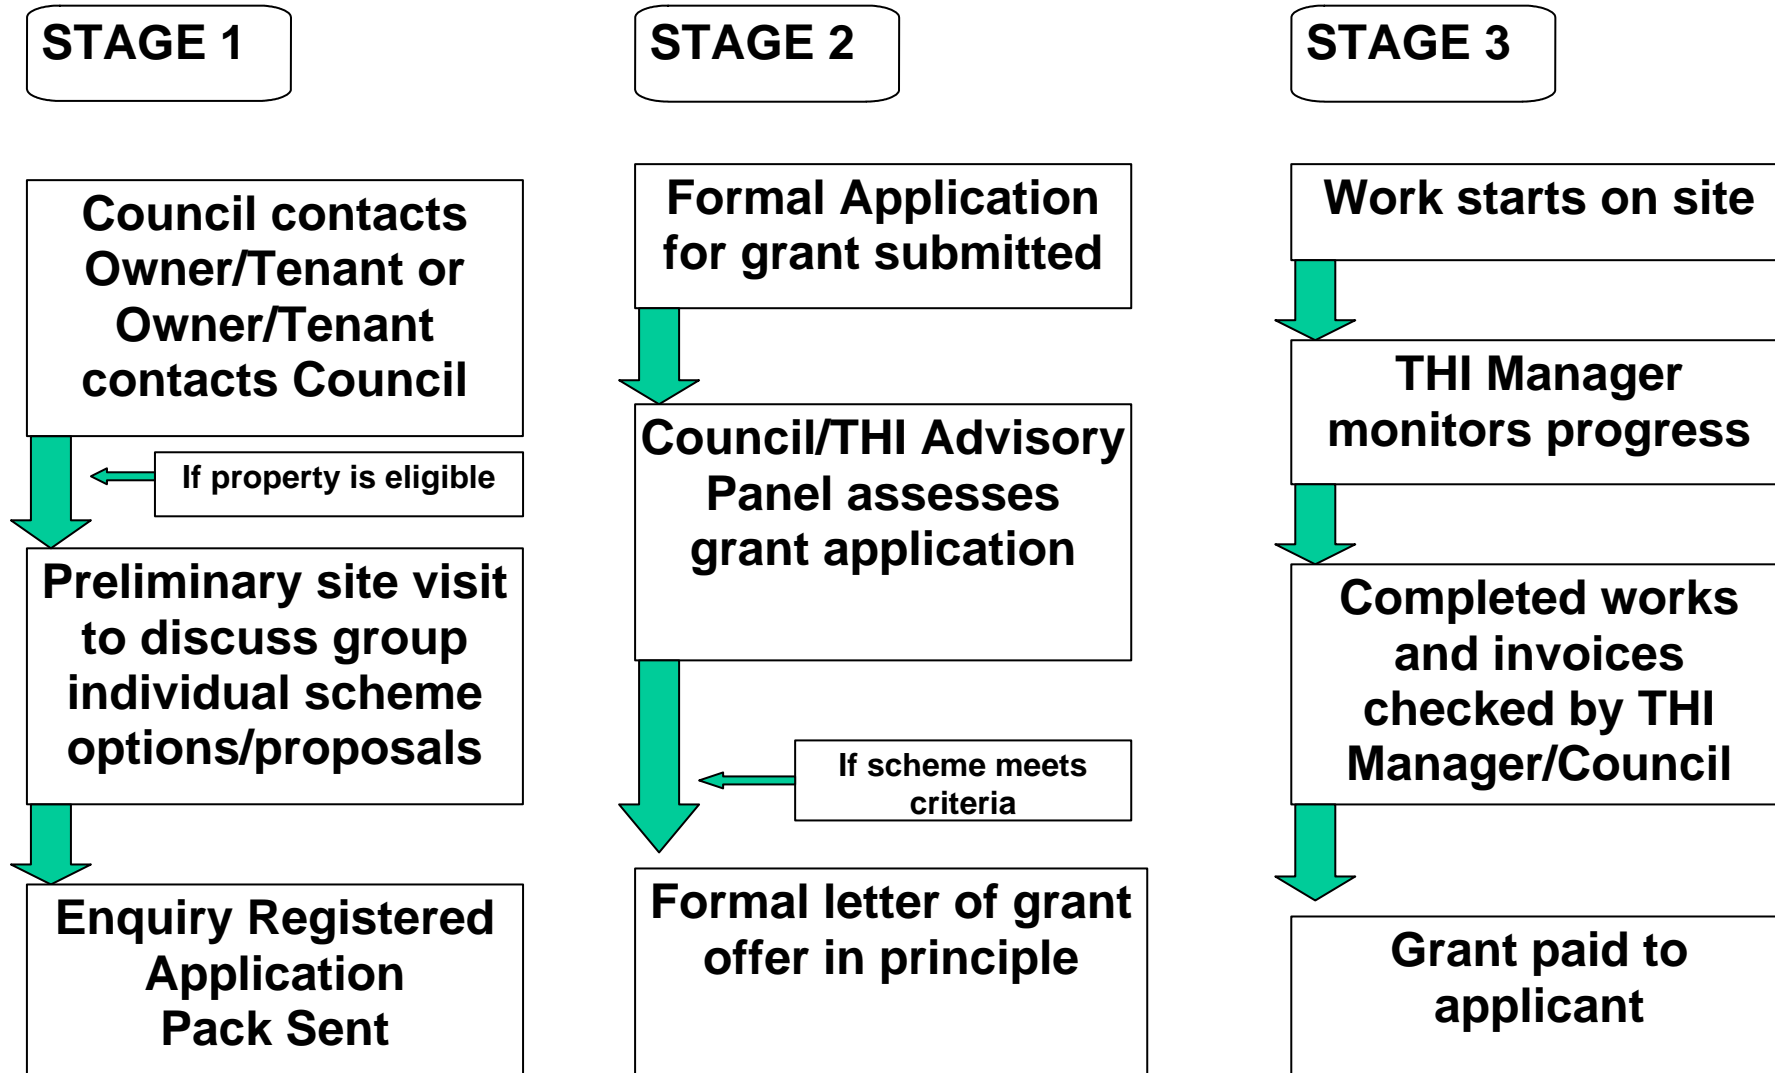 STAGE 1
Council contacts
Owner/Tenant or
Owner/Tenant
contacts Council
If property is eligible
Preliminary site visit
to discuss group
individual scheme
options/proposals
Enquiry Registered
Application
Pack Sent
STAGE 2
Formal Application
for grant submitted
Council/THI Advisory
Panel assesses
grant application
If scheme meets
criteria
Formal letter of grant
offer in principle
STAGE 3
Work starts on site
THI Manager
monitors progress
Completed works
and invoices
checked by THI
Manager/Council
Grant paid to
applicant